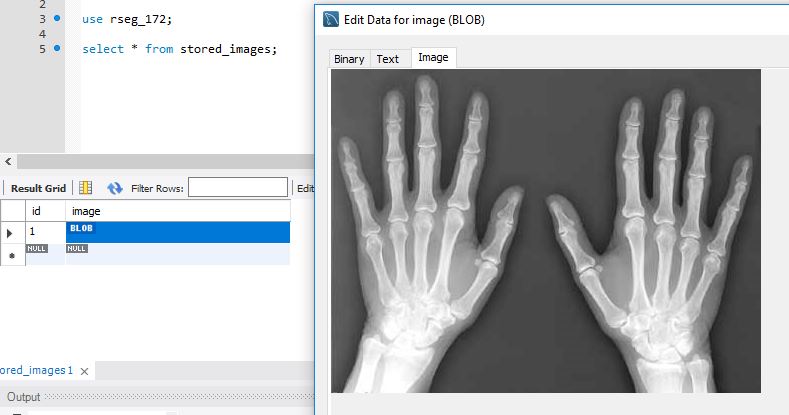 2
3 use rseg_172;
4
5 select * from stored_images;
Result Grid Filter Rows: Edit
id image
1 BLOB
NULL NULL
ored_images 1
Output
Edit Data for image (BLOB)
Binary Text Image